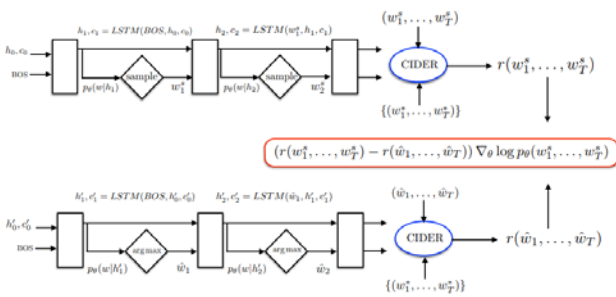 h_1, c_1 = LSTM(BOS, h_0, c_0)
h_2, c_2 = LSTM(w_1^s, h_1, c_1)
(w_1^s, ..., w_T^s)
h_0, c_0
BOS
sample
sample
CIDER
r(w_1^s, ..., w_T^s)
p_θ(w|h_1)
w_1^s
p_θ(w|h_2)
w_2^s
{(w_1^s, ..., w_T^s)}
(r(w_1^s, ..., w_T^s) − r(ŵ_1, ..., ŵ_T)) ∇_θ log p_θ(w_1^s, ..., w_T^s)
h'_1, c'_1 = LSTM(BOS, h'_0, c'_0)
h'_2, c'_2 = LSTM(ŵ_1, h'_1, c'_1)
(ŵ_1, ..., ŵ_T)
h'_0, c'_0
BOS
arg max
arg max
CIDER
r(ŵ_1, ..., ŵ_T)
p_θ(w|h'_1)
ŵ_1
p_θ(w|h'_2)
ŵ_2
{(w_1^s, ..., w_T^s)}